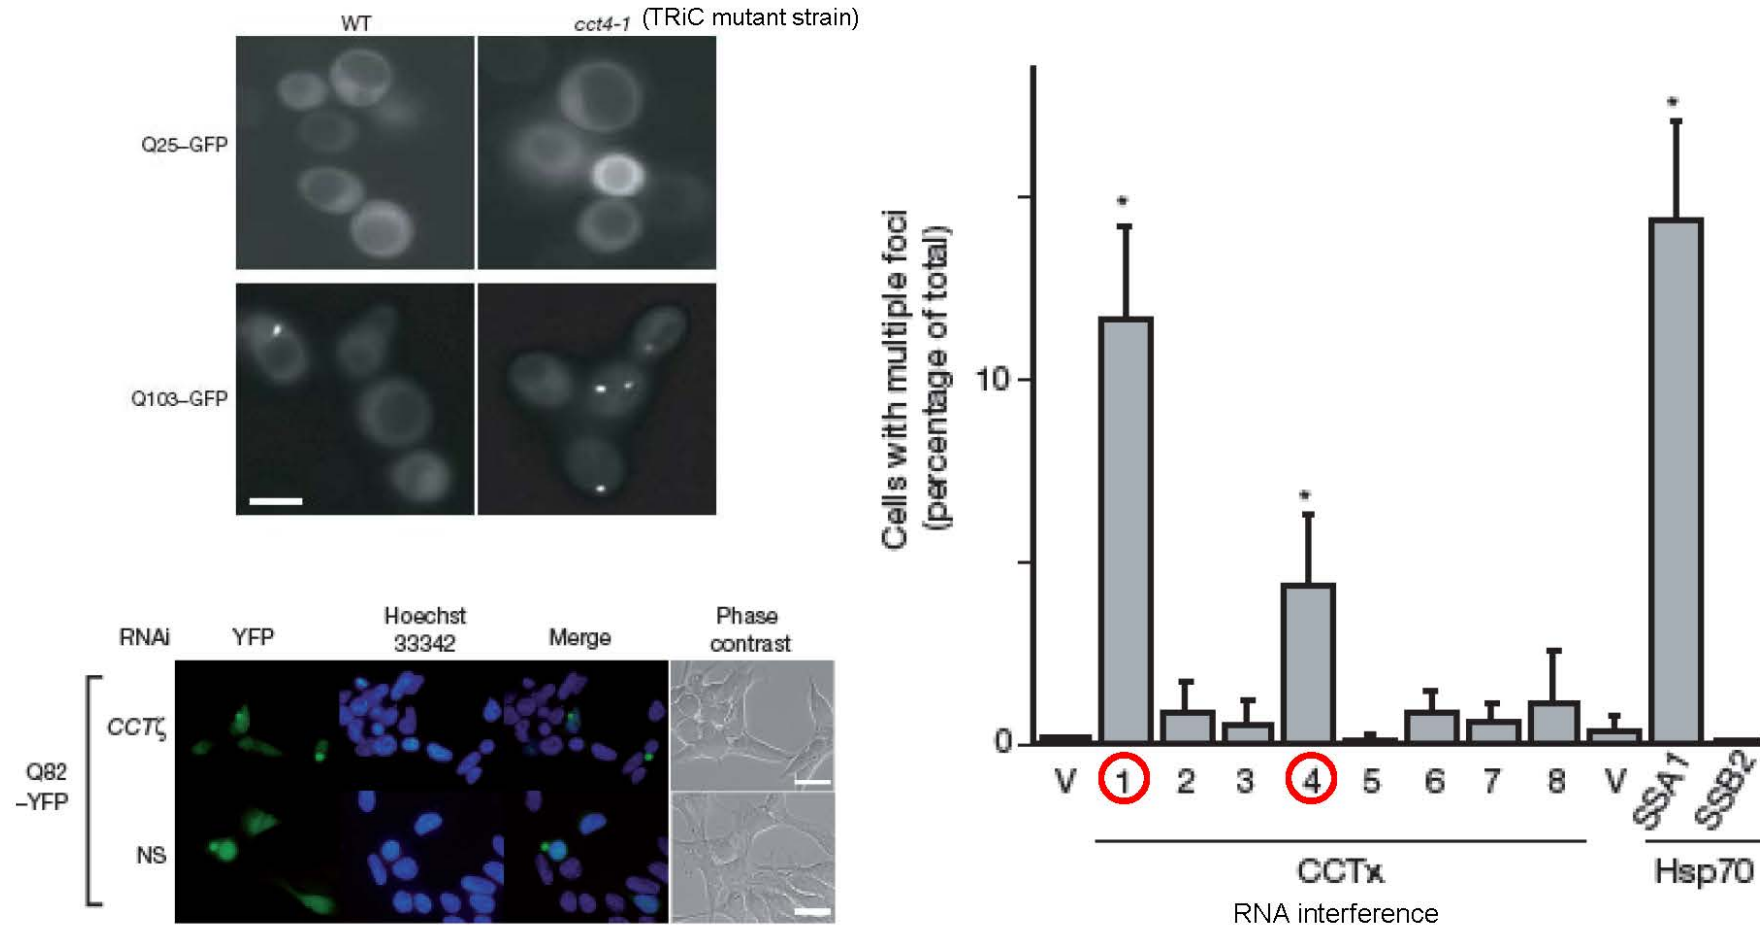 WT
cct4-1 (TRiC mutant strain)
Q25–GFP
Q103–GFP
RNAi
YFP
Hoechst
33342
Merge
Phase
contrast
CCTζ
Q82
–YFP
NS
Cells with multiple foci
(percentage of total)
*
*
*
10
0
V 1 2 3 4 5 6 7 8 V SSA1 SSB2
CCTx
Hsp70
RNA interference